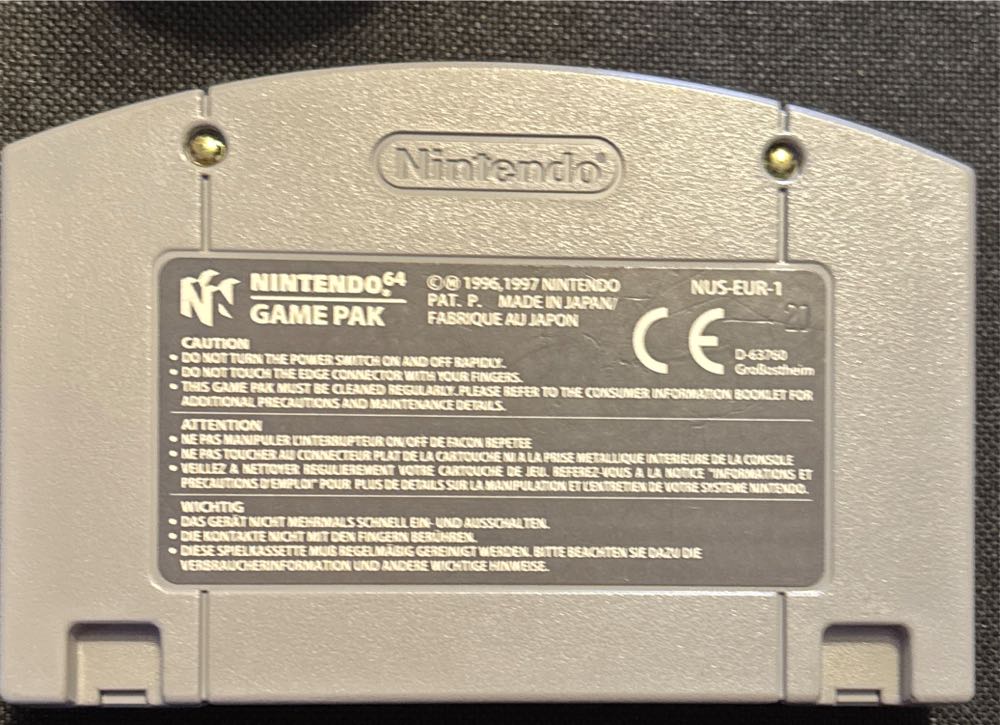 Nintendo®
NINTENDO®64
GAME PAK
©Ⓜ 1996,1997 NINTENDO
PAT. P. MADE IN JAPAN/
FABRIQUE AU JAPON
NUS-EUR-1
21
CE
D-63760
Großostheim
CAUTION
• DO NOT TURN THE POWER SWITCH ON AND OFF RAPIDLY.
• DO NOT TOUCH THE EDGE CONNECTOR WITH YOUR FINGERS.
• THIS GAME PAK MUST BE CLEANED REGULARLY. PLEASE REFER TO THE CONSUMER INFORMATION BOOKLET FOR
ADDITIONAL PRECAUTIONS AND MAINTENANCE DETAILS.
ATTENTION
• NE PAS MANIPULER L'INTERRUPTEUR ON/OFF DE FACON REPETEE
• NE PAS TOUCHER AU CONNECTEUR PLAT DE LA CARTOUCHE NI A LA PRISE METALLIQUE INTERIEURE DE LA CONSOLE
• VEILLEZ A NETTOYER REGULIEREMENT VOTRE CARTOUCHE DE JEU. REFEREZ-VOUS A LA NOTICE "INFORMATIONS ET
PRECAUTIONS D'EMPLOI" POUR PLUS DE DETAILS SUR LA MANIPULATION ET L'ENTRETIEN DE VOTRE SYSTEME NINTENDO.
WICHTIG
• DAS GERÄT NICHT MEHRMALS SCHNELL EIN- UND AUSSCHALTEN.
• DIE KONTAKTE NICHT MIT DEN FINGERN BERÜHREN.
• DIESE SPIELKASSETTE MUß REGELMÄßIG GEREINIGT WERDEN. BITTE BEACHTEN SIE DAZU DIE
VERBRAUCHERINFORMATION UND ANDERE WICHTIGE HINWEISE.